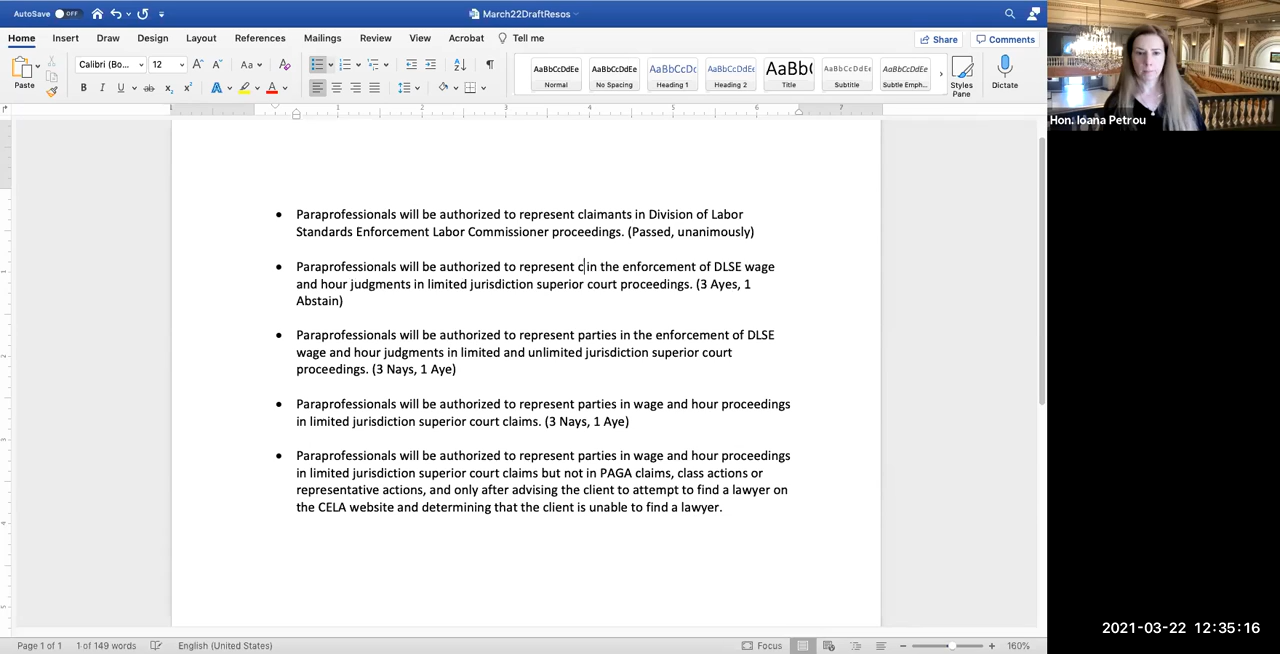 AutoSave OFF
March22DraftResos
Home Insert Draw Design Layout References Mailings Review View Acrobat Tell me
Share Comments
Paste
Calibri (Bo... 12
AaBbCcDdEe Normal
AaBbCcDdEe No Spacing
AaBbCcDc Heading 1
AaBbCcDdEe Heading 2
AaBb( Title
AaBbCcDdEe Subtitle
AaBbCcDdEe Subtle Emph...
Styles Pane
Dictate
Hon. Ioana Petrou
• Paraprofessionals will be authorized to represent claimants in Division of Labor
Standards Enforcement Labor Commissioner proceedings. (Passed, unanimously)
• Paraprofessionals will be authorized to represent c in the enforcement of DLSE wage
and hour judgments in limited jurisdiction superior court proceedings. (3 Ayes, 1
Abstain)
• Paraprofessionals will be authorized to represent parties in the enforcement of DLSE
wage and hour judgments in limited and unlimited jurisdiction superior court
proceedings. (3 Nays, 1 Aye)
• Paraprofessionals will be authorized to represent parties in wage and hour proceedings
in limited jurisdiction superior court claims. (3 Nays, 1 Aye)
• Paraprofessionals will be authorized to represent parties in wage and hour proceedings
in limited jurisdiction superior court claims but not in PAGA claims, class actions or
representative actions, and only after advising the client to attempt to find a lawyer on
the CELA website and determining that the client is unable to find a lawyer.
2021-03-22 12:35:16
Page 1 of 1 1 of 149 words English (United States) Focus 160%